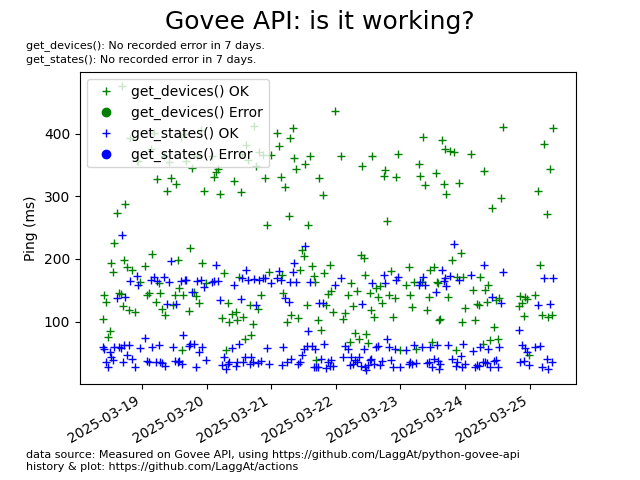 Govee API: is it working?
get_devices(): No recorded error in 7 days.
get_states(): No recorded error in 7 days.
get_devices() OK
get_devices() Error
get_states() OK
get_states() Error
Ping (ms)
400
300
200
100
2025-03-19
2025-03-20
2025-03-21
2025-03-22
2025-03-23
2025-03-24
2025-03-25
data source: Measured on Govee API, using https://github.com/LaggAt/python-govee-api
history & plot: https://github.com/LaggAt/actions